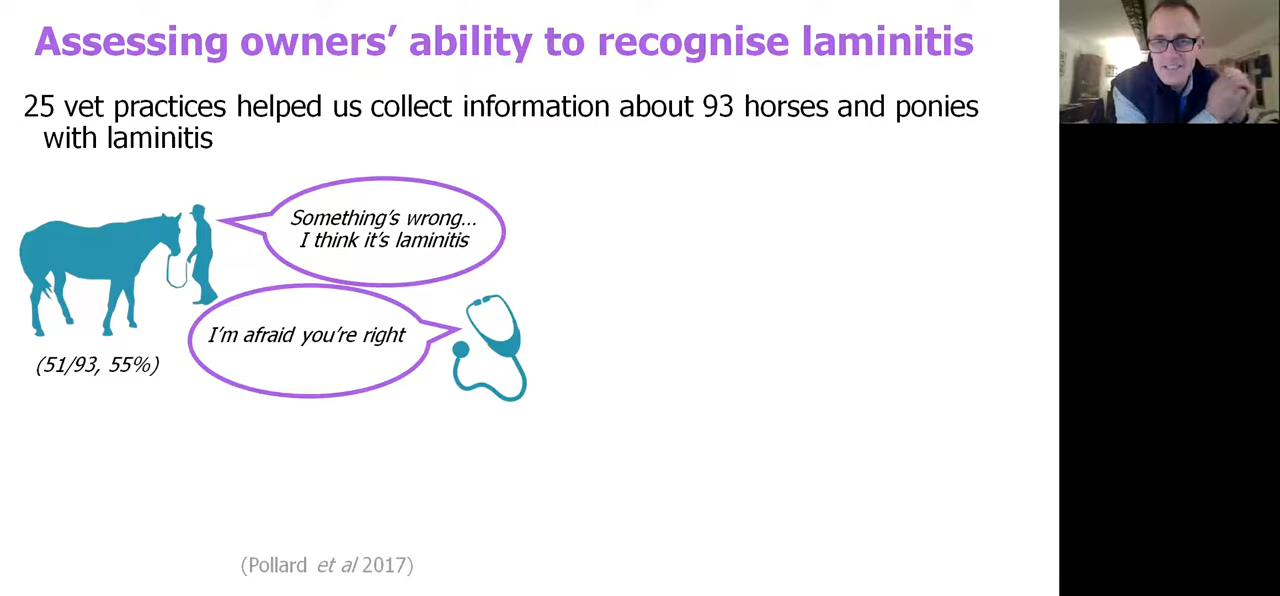 Assessing owners' ability to recognise laminitis
25 vet practices helped us collect information about 93 horses and ponies
with laminitis
Something's wrong...
I think it's laminitis
I'm afraid you're right
(51/93, 55%)
(Pollard et al 2017)